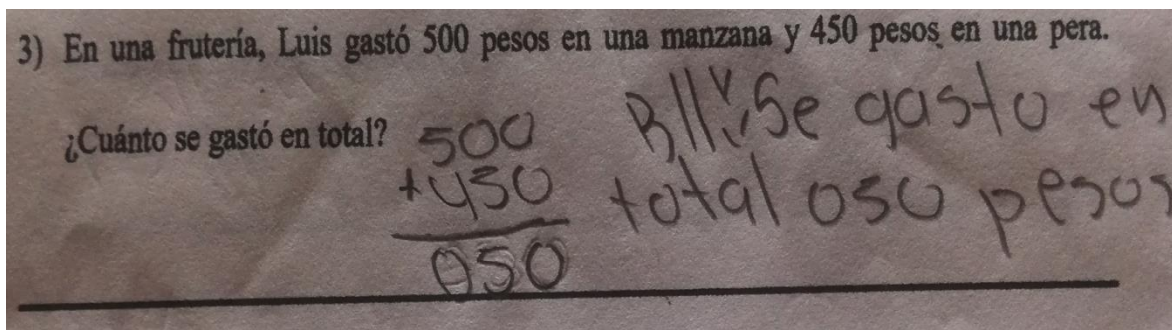 3) En una frutería, Luis gastó 500 pesos en una manzana y 450 pesos en una pera.
¿Cuánto se gastó en total?
500
+450
050
Se gasto en
total 050 pesos